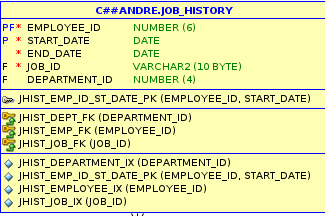 C##ANDRE.JOB_HISTORY
PF* EMPLOYEE_ID NUMBER (6)
P * START_DATE DATE
* END_DATE DATE
F * JOB_ID VARCHAR2 (10 BYTE)
F DEPARTMENT_ID NUMBER (4)
JHIST_EMP_ID_ST_DATE_PK (EMPLOYEE_ID, START_DATE)
JHIST_DEPT_FK (DEPARTMENT_ID)
JHIST_EMP_FK (EMPLOYEE_ID)
JHIST_JOB_FK (JOB_ID)
JHIST_DEPARTMENT_IX (DEPARTMENT_ID)
JHIST_EMP_ID_ST_DATE_PK (EMPLOYEE_ID, START_DATE)
JHIST_EMPLOYEE_IX (EMPLOYEE_ID)
JHIST_JOB_IX (JOB_ID)